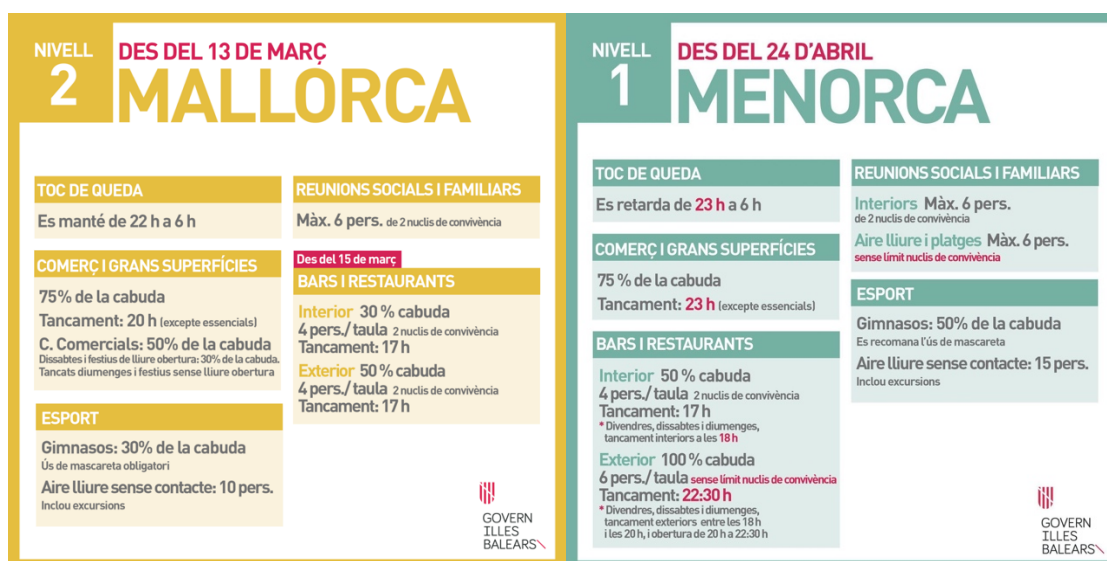 NIVELL
2
DES DEL 13 DE MARÇ
MALLORCA
TOC DE QUEDA
Es manté de 22 h a 6 h
COMERÇ I GRANS SUPERFÍCIES
75% de la cabuda
Tancament: 20 h (excepte essencials)
C. Comercials: 50% de la cabuda
Dissabtes i festius de lliure obertura: 30% de la cabuda.
Tancats diumenges i festius sense lliure obertura
ESPORT
Gimnasos: 30% de la cabuda
Ús de mascareta obligatori
Aire lliure sense contacte: 10 pers.
Inclou excursions
REUNIONS SOCIALS I FAMILIARS
Màx. 6 pers. de 2 nuclis de convivència
Des del 15 de març
BARS I RESTAURANTS
Interior 30 % cabuda
4 pers./ taula 2 nuclis de convivència
Tancament: 17 h
Exterior 50 % cabuda
4 pers./ taula 2 nuclis de convivència
Tancament: 17 h
GOVERN
ILLES
BALEARS
NIVELL
1
DES DEL 24 D'ABRIL
MENORCA
TOC DE QUEDA
Es retarda de 23 h a 6 h
COMERÇ I GRANS SUPERFÍCIES
75 % de la cabuda
Tancament: 23 h (excepte essencials)
BARS I RESTAURANTS
Interior 50 % cabuda
4 pers./ taula 2 nuclis de convivència
Tancament: 17 h
* Divendres, dissabtes i diumenges,
tancament interiors a les 18 h
Exterior 100 % cabuda
6 pers./ taula sense límit nuclis de convivència
Tancament: 22:30 h
* Divendres, dissabtes i diumenges,
tancament exteriors entre les 18 h
i les 20 h, i obertura de 20 h a 22:30 h
REUNIONS SOCIALS I FAMILIARS
Interiors Màx. 6 pers.
de 2 nuclis de convivència
Aire lliure i platges Màx. 6 pers.
sense límit nuclis de convivència
ESPORT
Gimnasos: 50% de la cabuda
Es recomana l'ús de mascareta
Aire lliure sense contacte: 15 pers.
Inclou excursions
GOVERN
ILLES
BALEARS